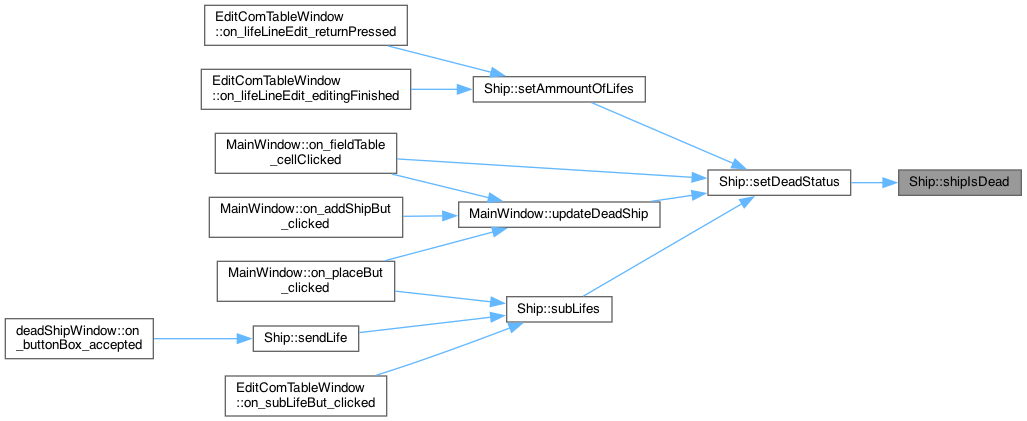 EditComTableWindow
::on_lifeLineEdit_returnPressed
EditComTableWindow
::on_lifeLineEdit_editingFinished
Ship::setAmmountOfLifes
MainWindow::on_fieldTable
_cellClicked
Ship::setDeadStatus
Ship::shipIsDead
MainWindow::on_addShipBut
_clicked
MainWindow::updateDeadShip
MainWindow::on_placeBut
_clicked
Ship::subLifes
deadShipWindow::on
_buttonBox_accepted
Ship::sendLife
EditComTableWindow
::on_subLifeBut_clicked